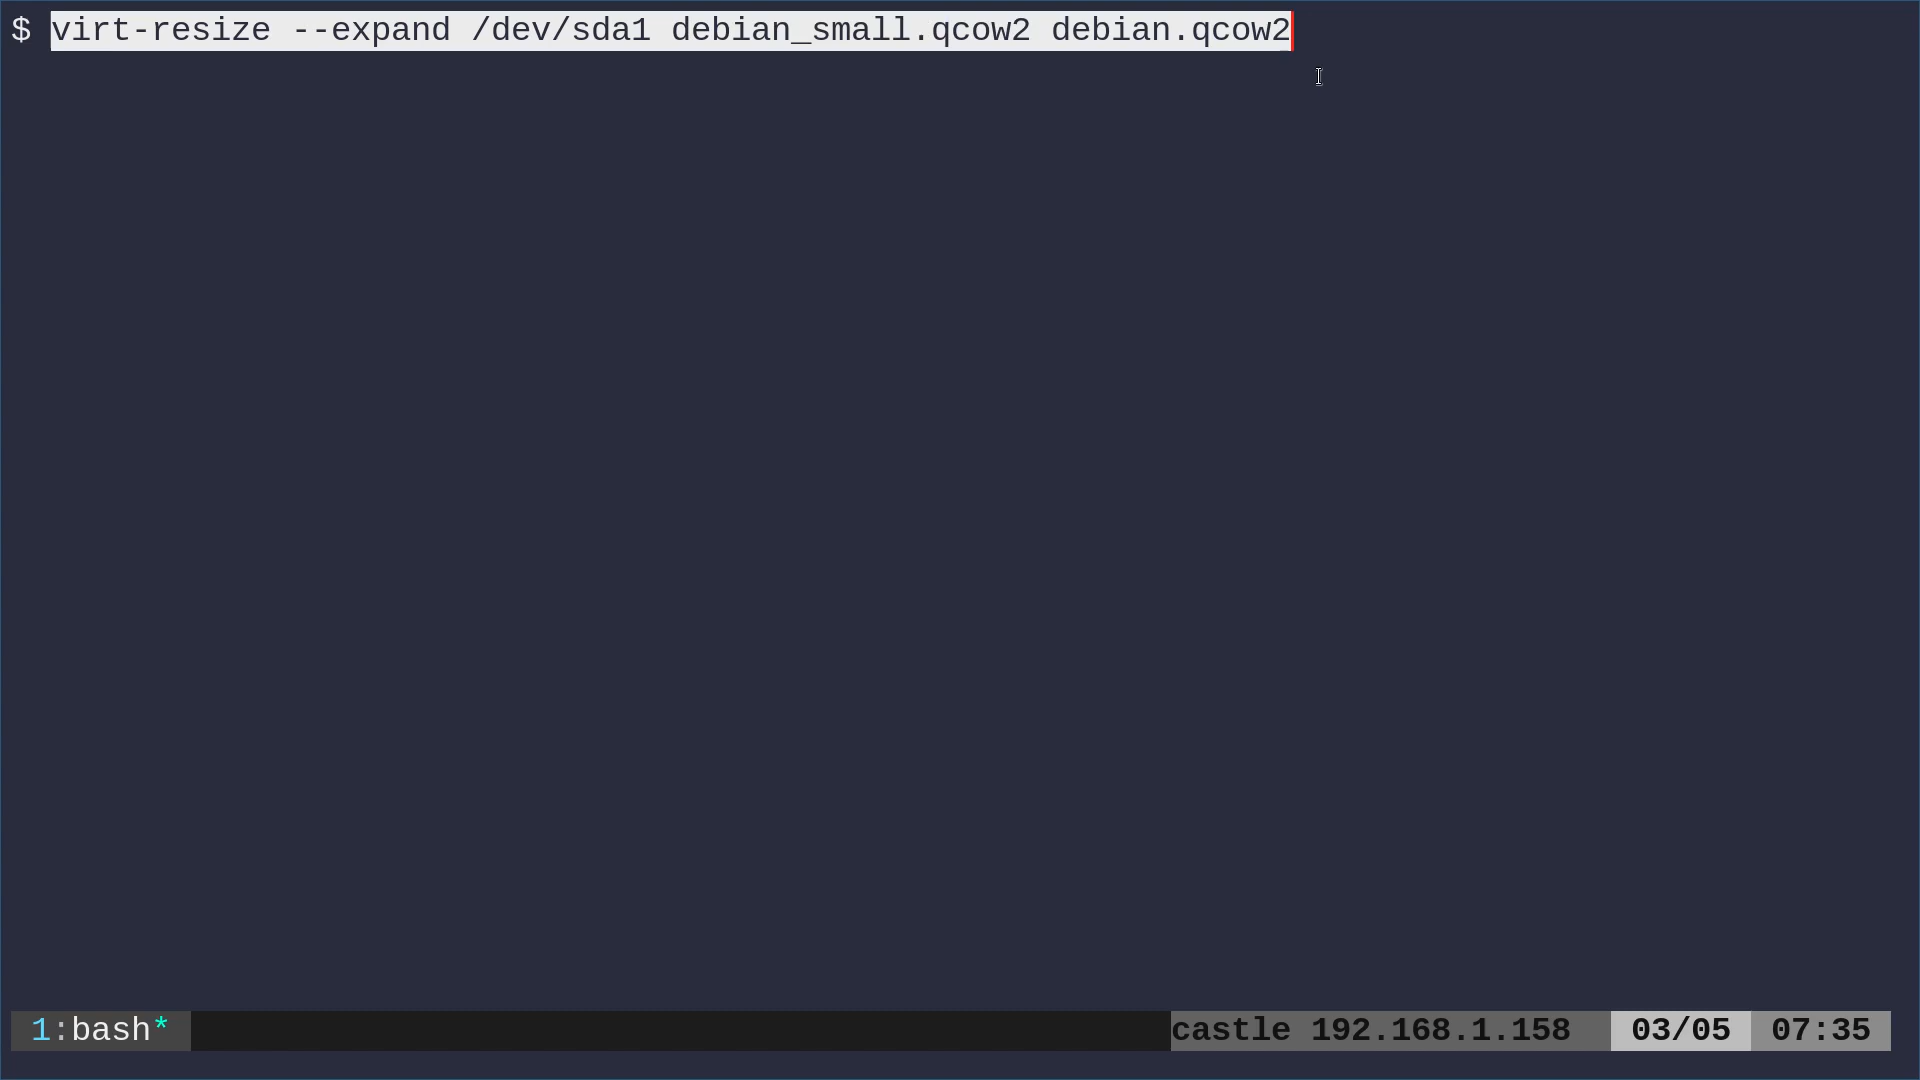 $ virt-resize --expand /dev/sda1 debian_small.qcow2 debian.qcow2
1:bash* castle 192.168.1.158 03/05 07:35